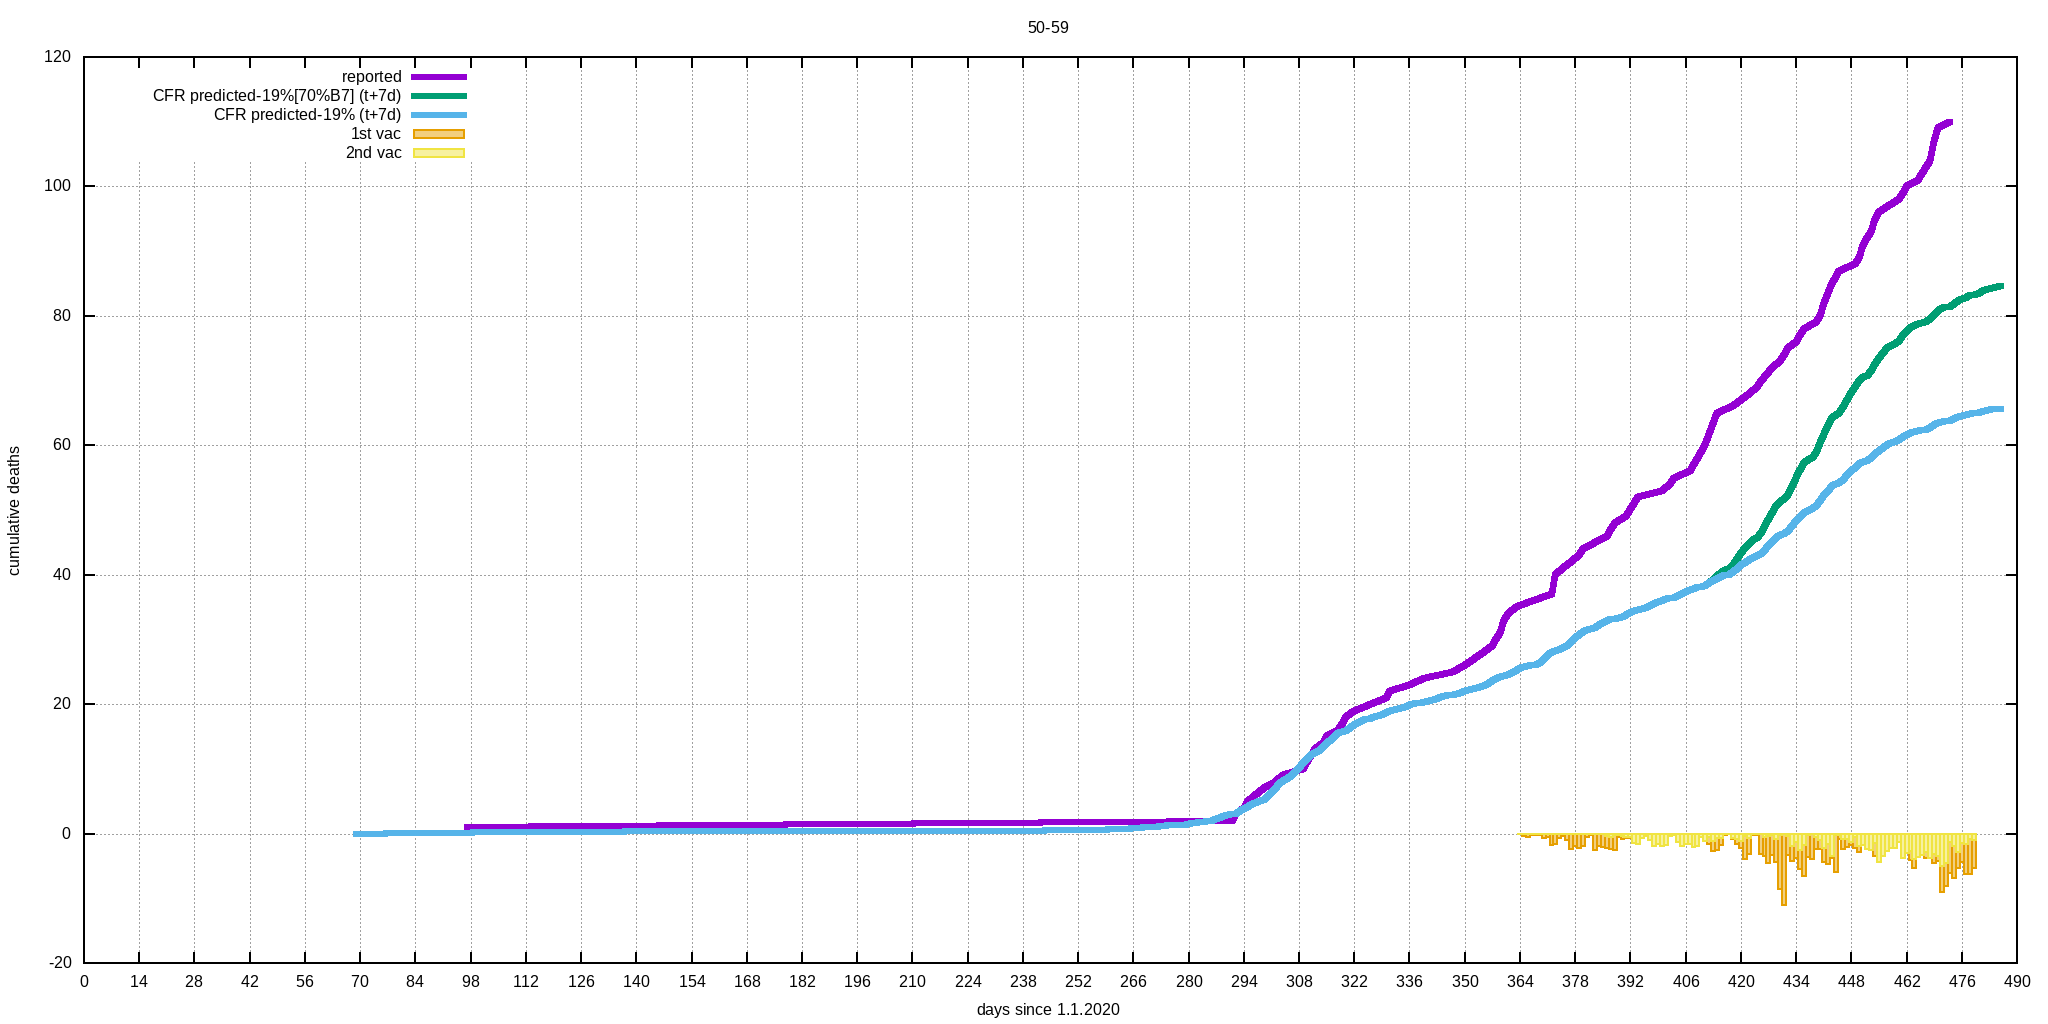 50-59
120
100
80
60
40
20
0
-20
cumulative deaths
reported
CFR predicted-19%[70%B7] (t+7d)
CFR predicted-19% (t+7d)
1st vac
2nd vac
0 14 28 42 56 70 84 98 112 126 140 154 168 182 196 210 224 238 252 266 280 294 308 322 336 350 364 378 392 406 420 434 448 462 476 490
days since 1.1.2020